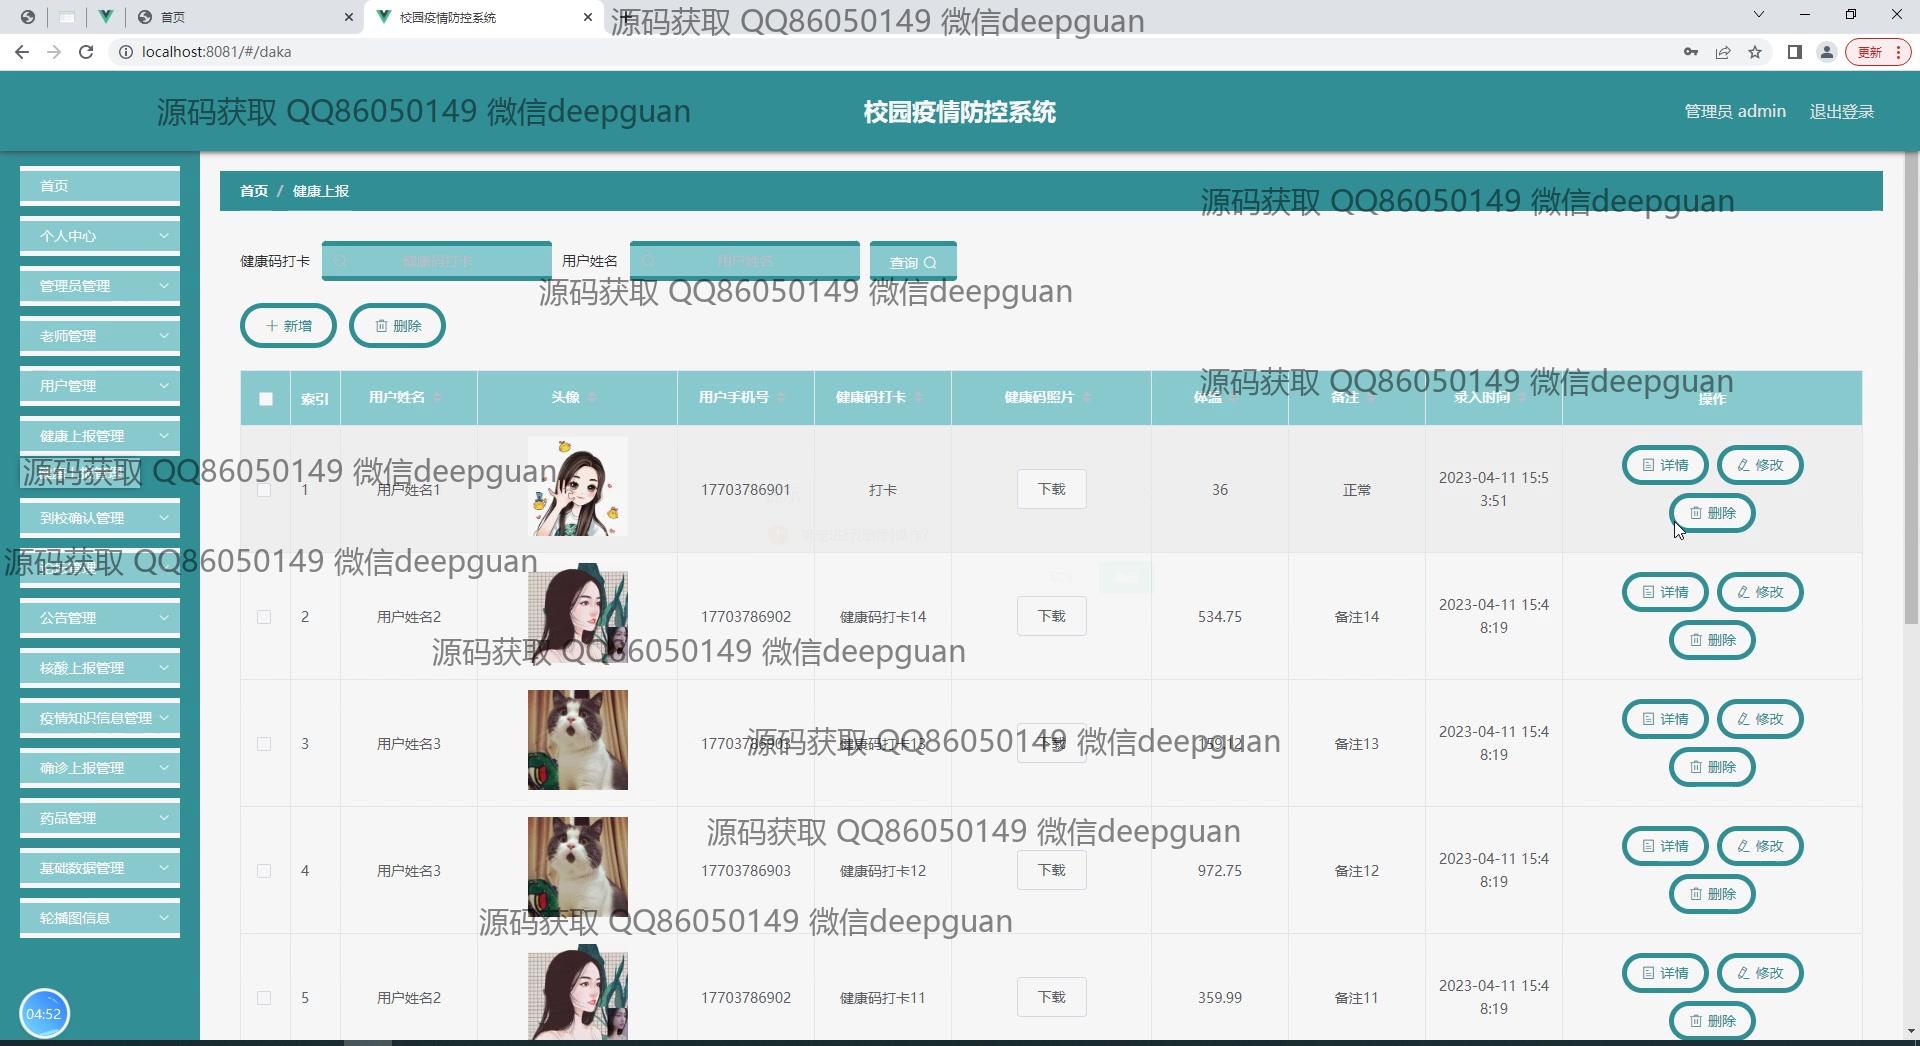 首页
校园疫情防控系统
源码获取 QQ86050149 微信deepguan
localhost:8081/#/daka
更新
源码获取 QQ86050149 微信deepguan
校园疫情防控系统
管理员 admin
退出登录
首页
个人中心
管理员管理
老师管理
用户管理
健康上报管理
到校确认管理
公告管理
核酸上报管理
疫情知识信息管理
确诊上报管理
药品管理
基础数据管理
轮播图信息
04:52
首页 / 健康上报
源码获取 QQ86050149 微信deepguan
健康码打卡 健康码打卡 用户姓名 用户姓名 查询
源码获取 QQ86050149 微信deepguan
新增 删除
源码获取 QQ86050149 微信deepguan
索引 用户姓名 头像 用户手机号 健康码打卡 健康码照片 体温 备注 录入时间 操作
源码获取 QQ86050149 微信deepguan
1 用户姓名1 17703786901 打卡 下载 36 正常 2023-04-11 15:5
3:51
详情 修改
删除
源码获取 QQ86050149 微信deepguan
2 用户姓名2 17703786902 健康码打卡14 下载 534.75 备注14 2023-04-11 15:4
8:19
详情 修改
删除
源码获取 QQ86050149 微信deepguan
3 用户姓名3 17703786903 健康码打卡13 下载 159.12 备注13 2023-04-11 15:4
8:19
详情 修改
删除
源码获取 QQ86050149 微信deepguan
源码获取 QQ86050149 微信deepguan
4 用户姓名3 17703786903 健康码打卡12 下载 972.75 备注12 2023-04-11 15:4
8:19
详情 修改
删除
源码获取 QQ86050149 微信deepguan
5 用户姓名2 17703786902 健康码打卡11 下载 359.99 备注11 2023-04-11 15:4
8:19
详情 修改
删除